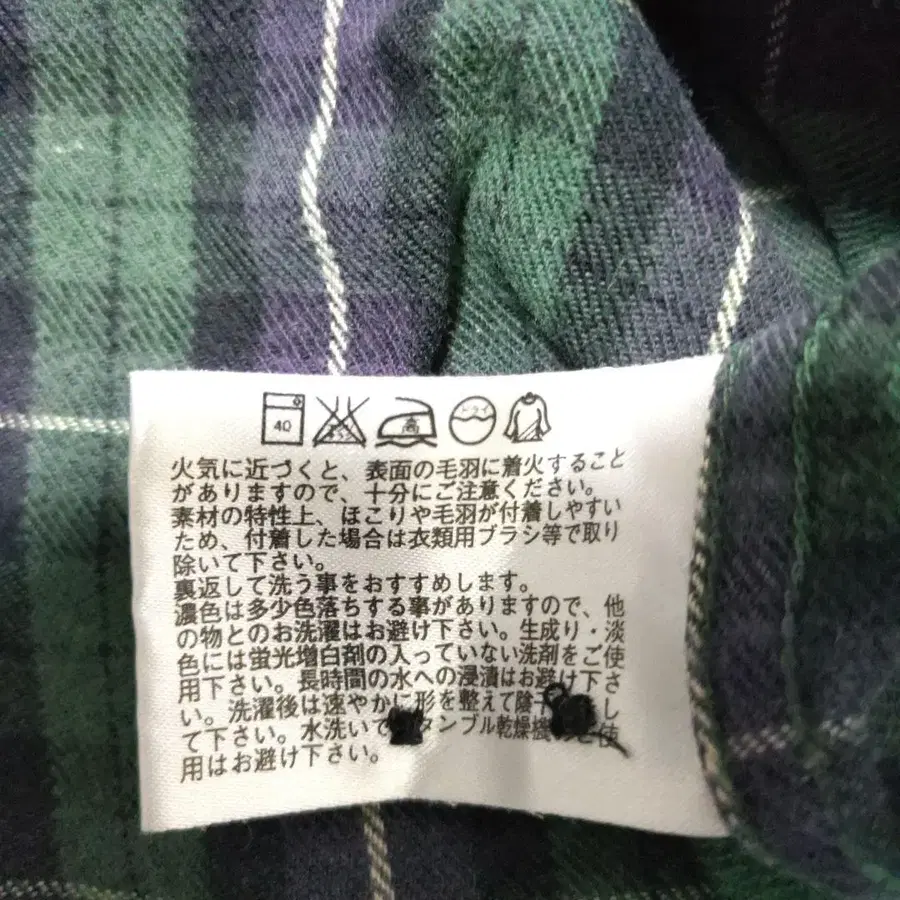 40 高 ドライ
火気に近づくと、表面の毛羽に着火すること
がありますので、十分にご注意ください。
素材の特性上、ほこりや毛羽が付着しやすい
ため、付着した場合は衣類用ブラシ等で取り
除いて下さい。
裏返して洗う事をおすすめします。
濃色は多少色落ちする事がありますので、他
の物とのお洗濯はお避け下さい。生成り・淡
色には蛍光増白剤の入っていない洗剤をご使
用下さい。長時間の水への浸漬はお避け下さ
い。洗濯後は速やかに形を整えて陰干し
て下さい。水洗いで タンブル乾燥機のご使
用はお避け下さい。